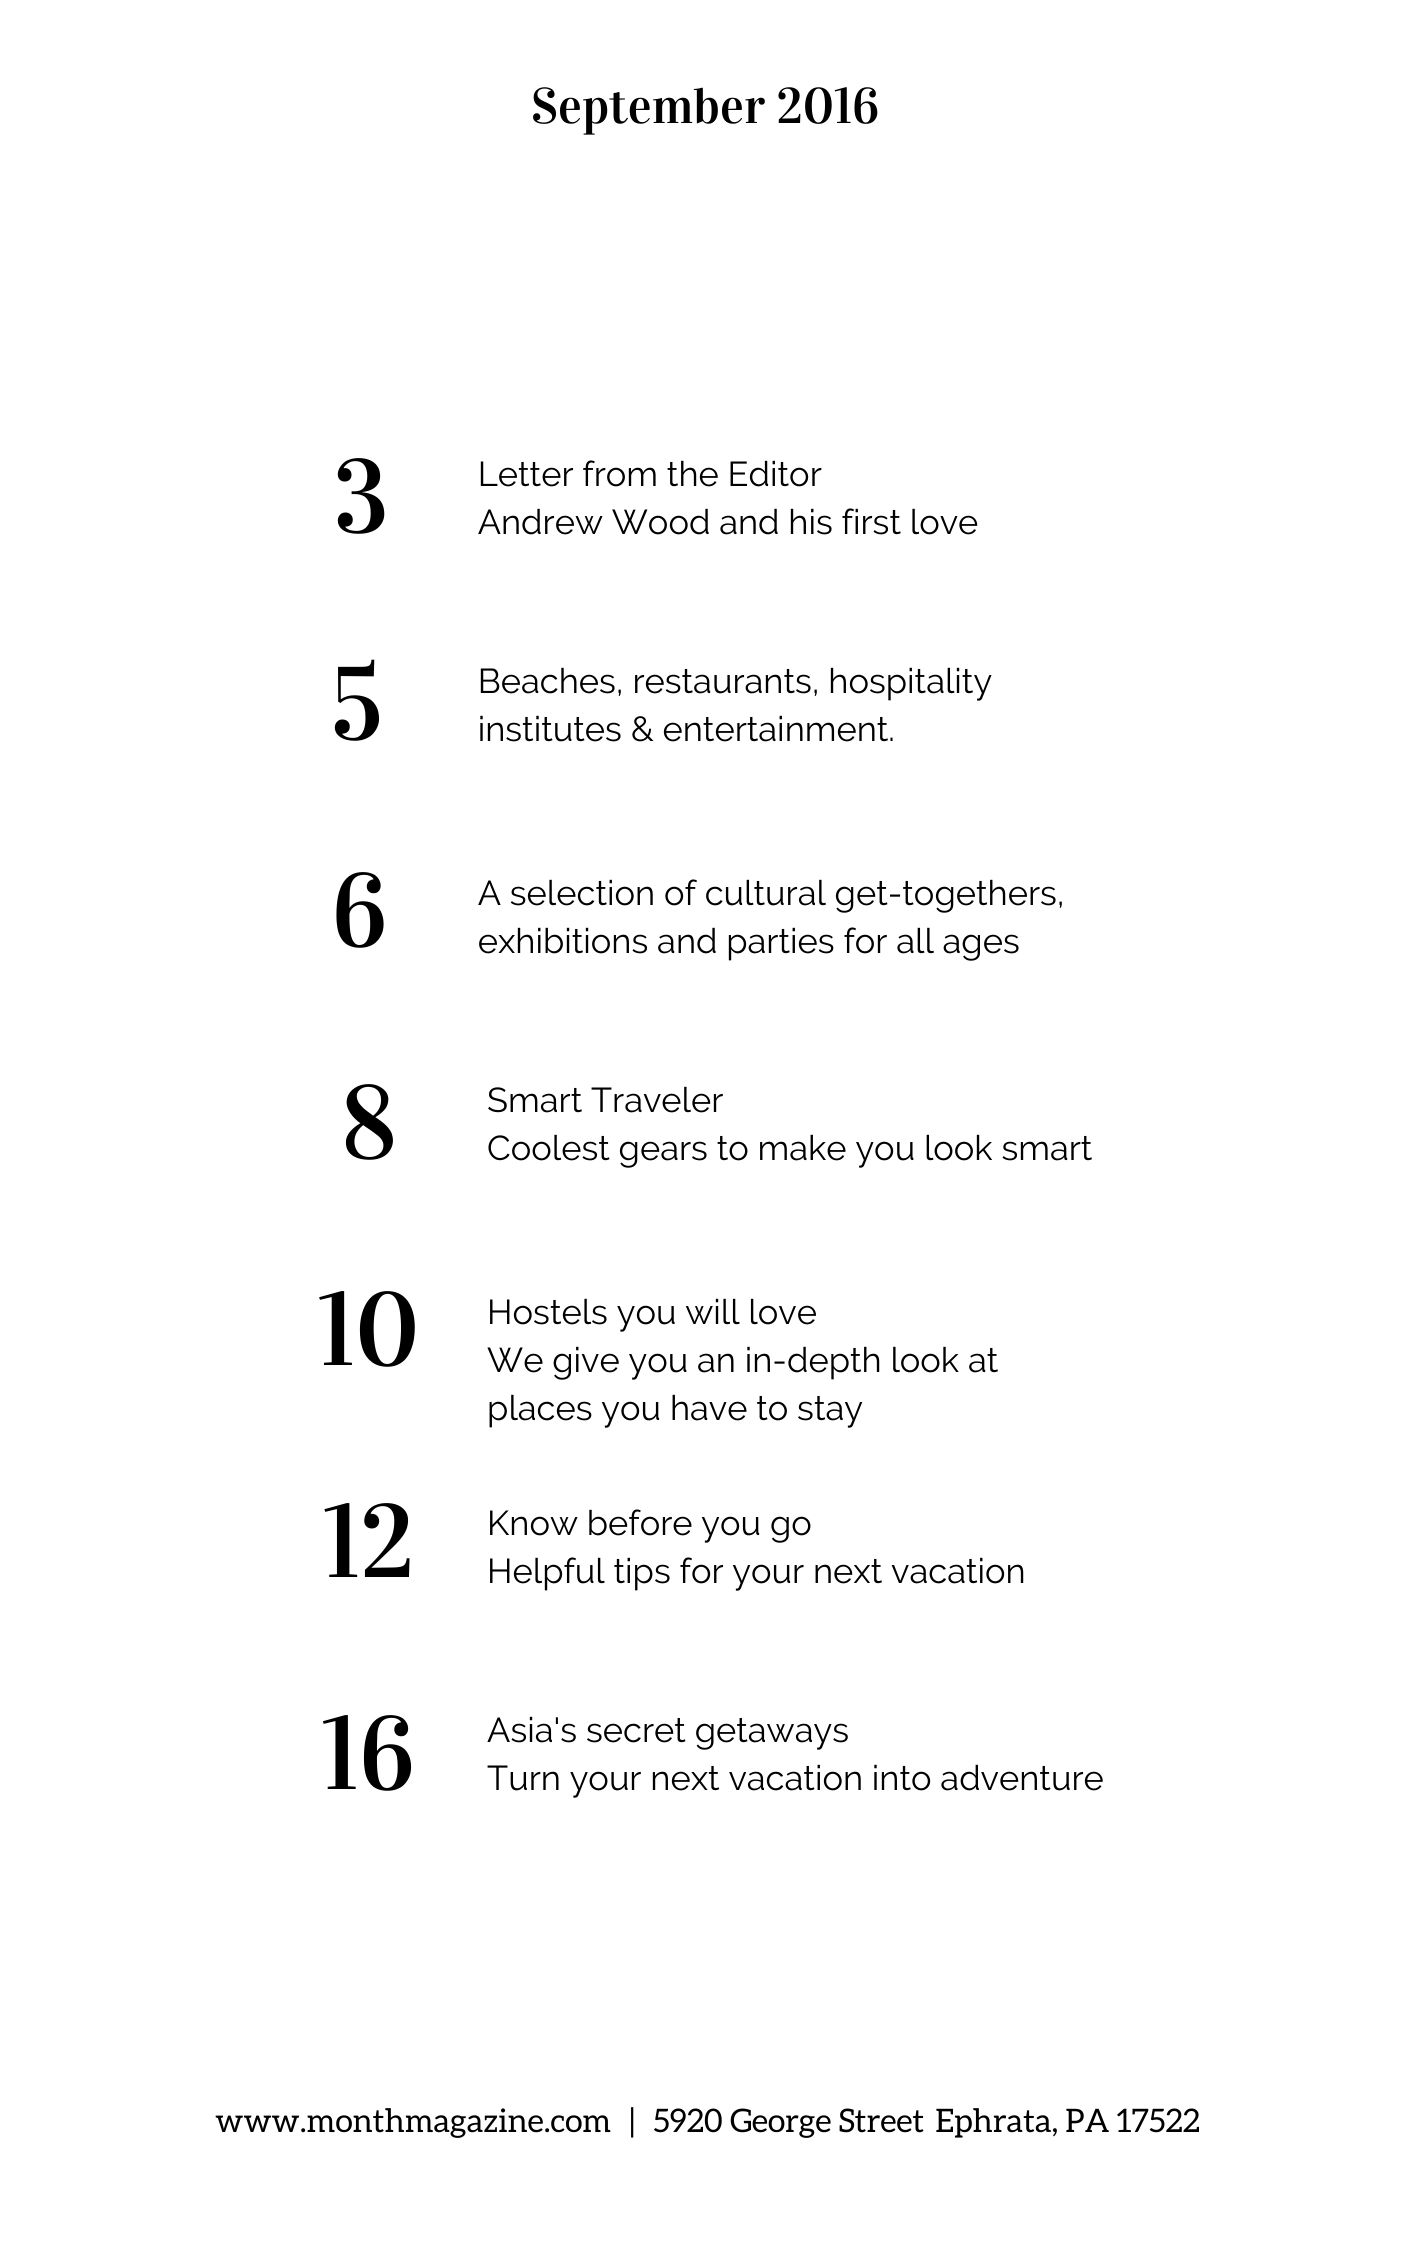 September 2016
3
Letter from the Editor
Andrew Wood and his first love
5
Beaches, restaurants, hospitality
institutes & entertainment.
6
A selection of cultural get-togethers,
exhibitions and parties for all ages
8
Smart Traveler
Coolest gears to make you look smart
10
Hostels you will love
We give you an in-depth look at
places you have to stay
12
Know before you go
Helpful tips for your next vacation
16
Asia's secret getaways
Turn your next vacation into adventure
www.monthmagazine.com | 5920 George Street Ephrata, PA 17522